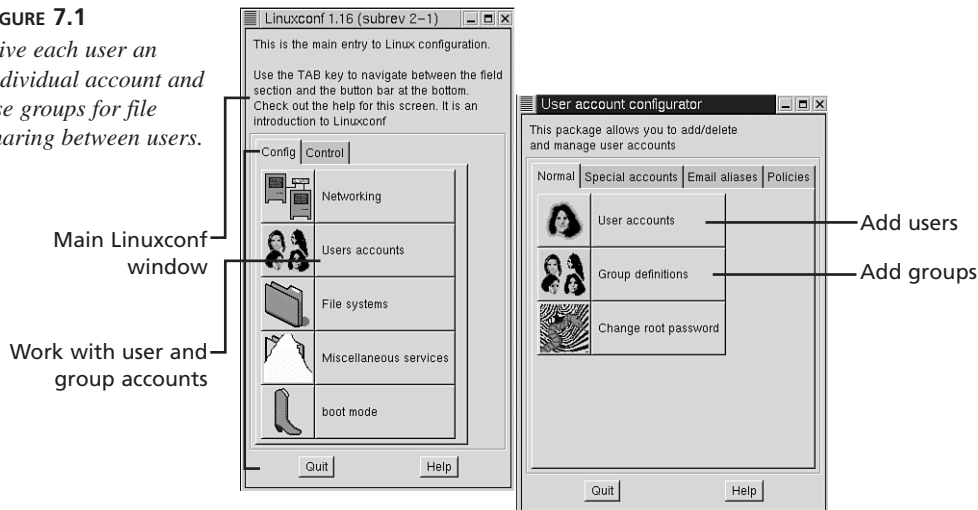 GURE 7.1
ive each user an
dividual account and
se groups for file
haring between users.
Main Linuxconf
window
Work with user and
group accounts
Linuxconf 1.16 (subrev 2-1)
This is the main entry to Linux configuration.
Use the TAB key to navigate between the field
section and the button bar at the bottom.
Check out the help for this screen. It is an
introduction to Linuxconf
Config Control
Networking
Users accounts
File systems
Miscellaneous services
boot mode
Quit Help
User account configurator
This package allows you to add/delete
and manage user accounts
Normal Special accounts Email aliases Policies
User accounts
Group definitions
Change root password
Quit Help
Add users
Add groups